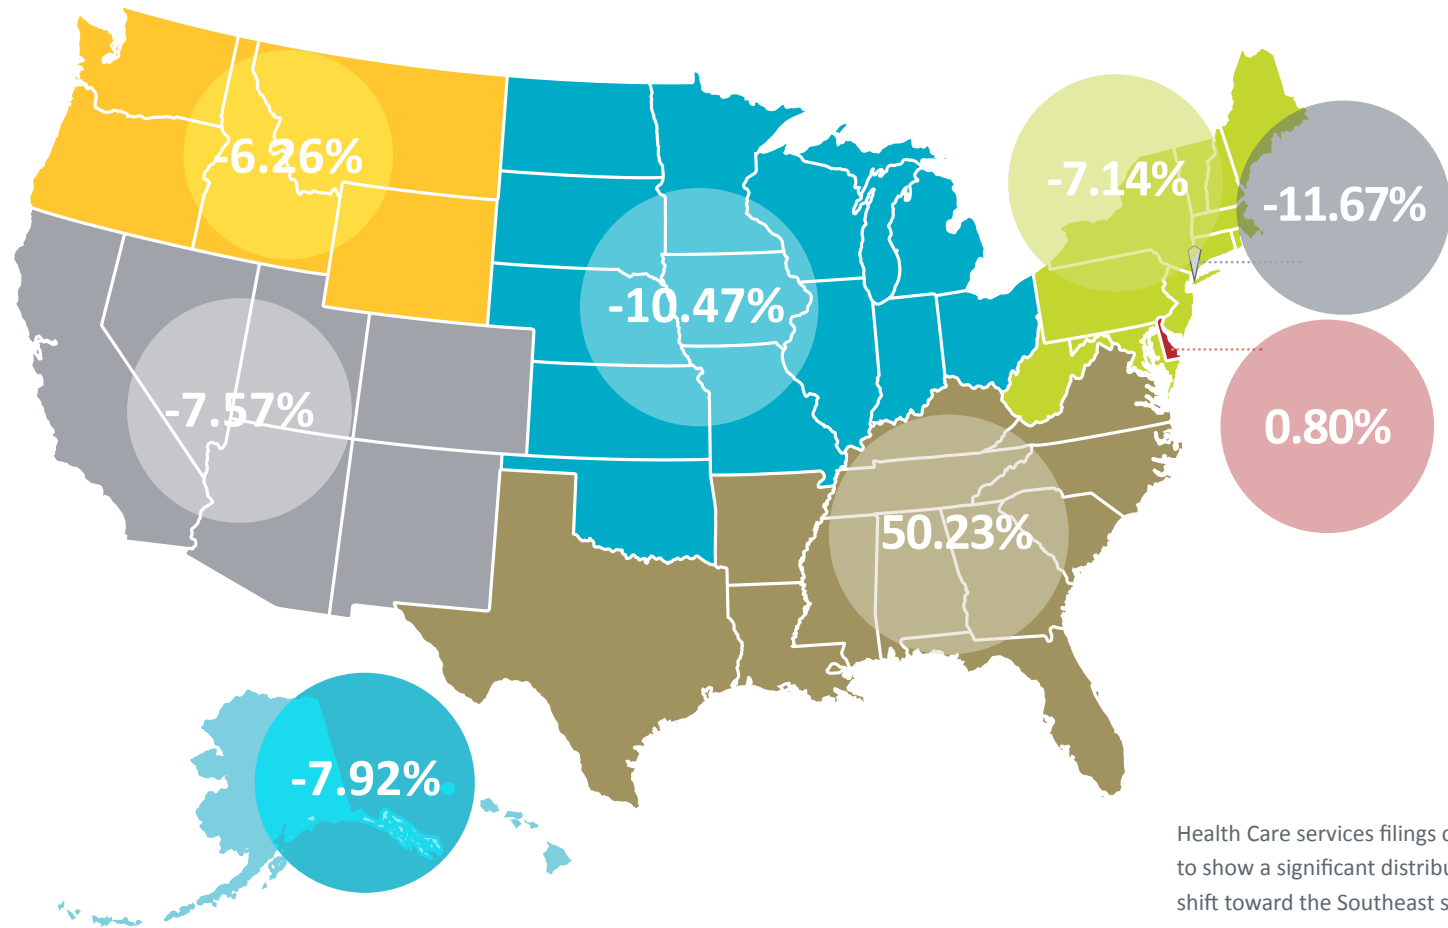 -6.26%
-7.14%
-11.67%
-10.47%
-7.57%
0.80%
50.23%
-7.92%
Health Care services filings
to show a significant
shift toward the Southeast